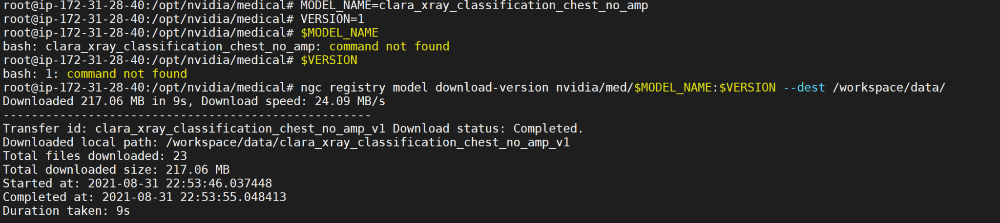 root@ip-172-31-28-40:/opt/nvidia/medical# MODEL_NAME=clara_xray_classification_chest_no_amp
root@ip-172-31-28-40:/opt/nvidia/medical# VERSION=1
root@ip-172-31-28-40:/opt/nvidia/medical# $MODEL_NAME
bash: clara_xray_classification_chest_no_amp: command not found
root@ip-172-31-28-40:/opt/nvidia/medical# $VERSION
bash: 1: command not found
root@ip-172-31-28-40:/opt/nvidia/medical# ngc registry model download-version nvidia/med/$MODEL_NAME:$VERSION --dest /workspace/data/
Downloaded 217.06 MB in 9s, Download speed: 24.09 MB/s
----------------------------------------------------
Transfer id: clara_xray_classification_chest_no_amp_v1 Download status: Completed.
Downloaded local path: /workspace/data/clara_xray_classification_chest_no_amp_v1
Total files downloaded: 23
Total downloaded size: 217.06 MB
Started at: 2021-08-31 22:53:46.037448
Completed at: 2021-08-31 22:53:55.048413
Duration taken: 9s